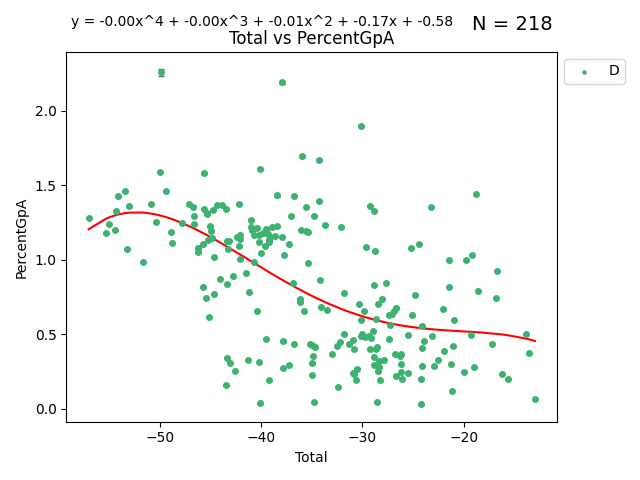 y = -0.00x^4 + -0.00x^3 + -0.01x^2 + -0.17x + -0.58
N = 218
Total vs PercentGpA
D
PercentGpA
2.0
1.5
1.0
0.5
0.0
−50
−40
−30
−20
Total